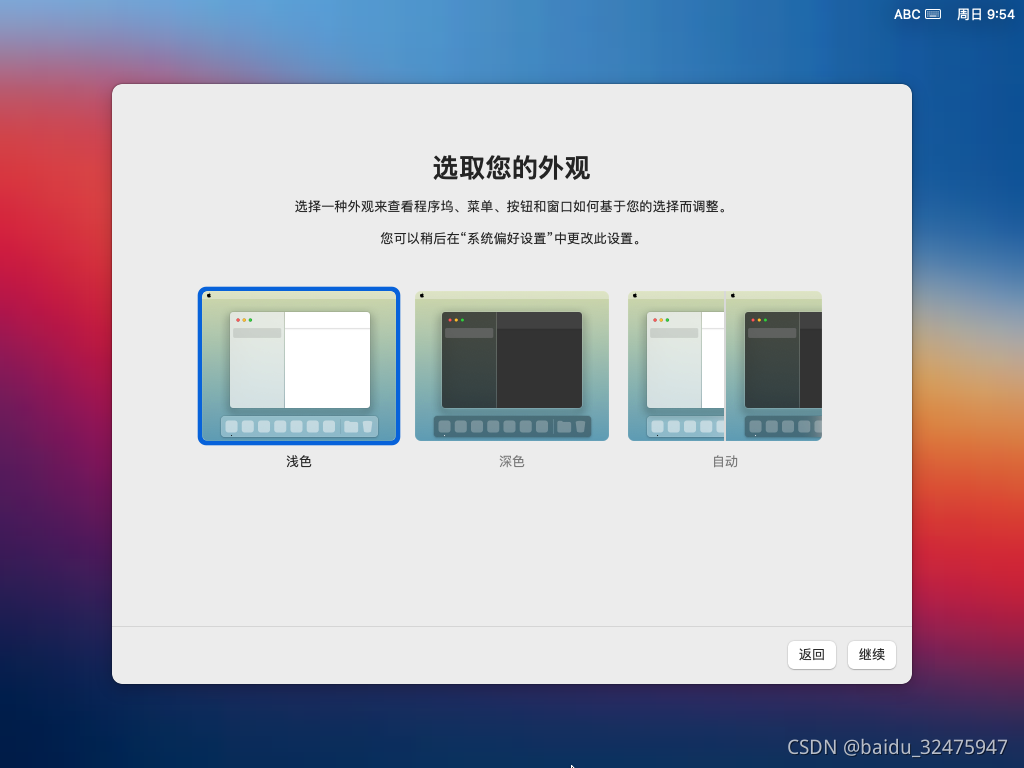 ABC 周日 9:54
选取您的外观
选择一种外观来查看程序坞、菜单、按钮和窗口如何基于您的选择而调整。
您可以稍后在“系统偏好设置”中更改此设置。
浅色 深色 自动
返回 继续
CSDN @baidu_32475947